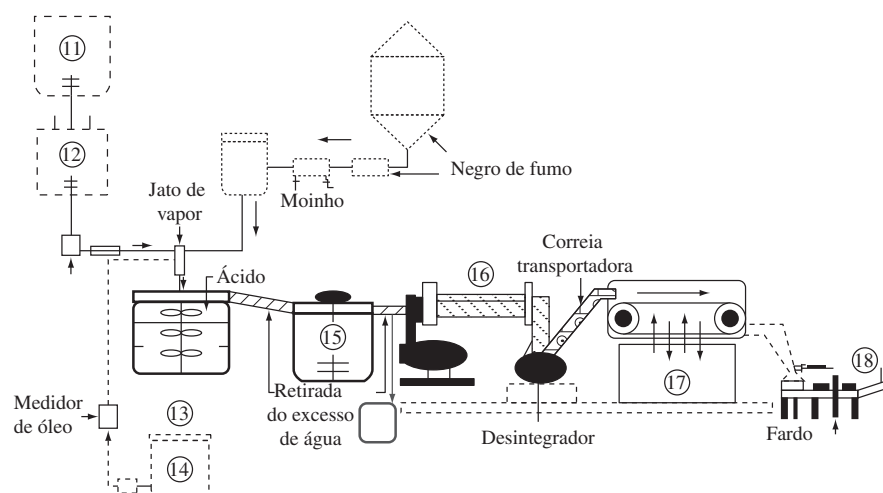 11
12
Negro de fumo
Moinho
Jato de
vapor
Ácido
16
Correia
transportadora
15
17
18
Retirada
do excesso
de água
Desintegrador
Fardo
Medidor
de óleo
13
14